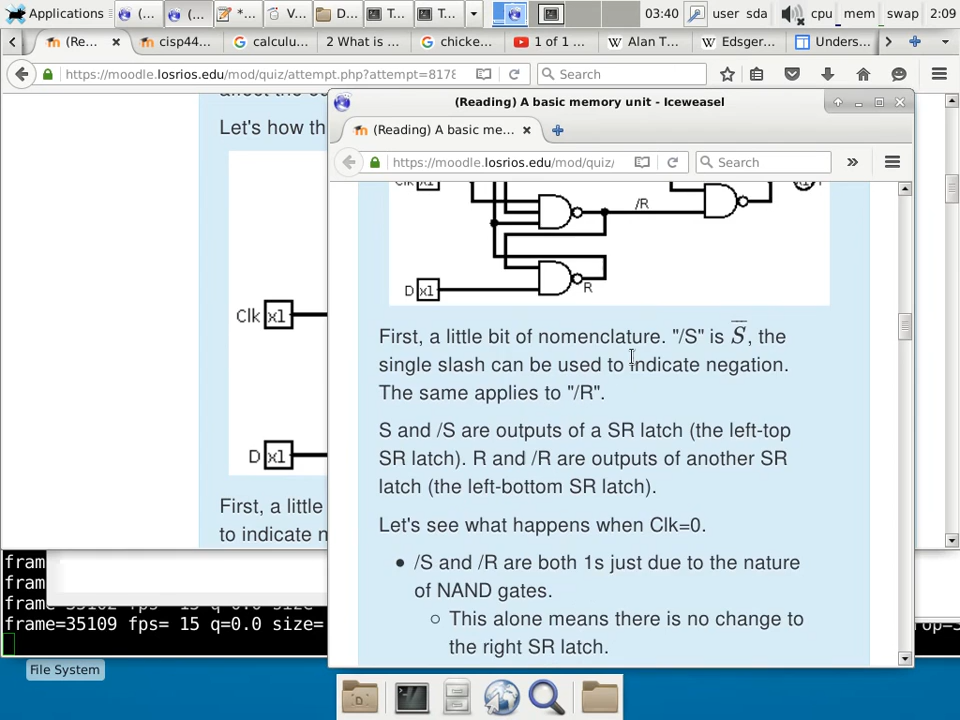 Applications
(...
(...
*...
V...
D...
T...
T...
03:40
user sda
cpu
mem
swap
2:09
(Re...
cisp44...
calculu...
2 What is ...
chicke...
1 of 1 ...
Alan T...
Edsger...
Unders...
https://moodle.losrios.edu/mod/quiz/attempt.php?attempt=8178
Search
Let's how th
Clk x1
D x1
First, a little
to indicate n
(Reading) A basic memory unit - Iceweasel
(Reading) A basic me...
https://moodle.losrios.edu/mod/quiz/
Search
Clk x1
/R
D x1
R
First, a little bit of nomenclature. "/S" is S̅, the
single slash can be used to indicate negation.
The same applies to "/R".
S and /S are outputs of a SR latch (the left-top
SR latch). R and /R are outputs of another SR
latch (the left-bottom SR latch).
Let's see what happens when Clk=0.
• /S and /R are both 1s just due to the nature
of NAND gates.
○ This alone means there is no change to
the right SR latch.
fram
fram
frame=35109 fps= 15 q=0.0 size=
File System